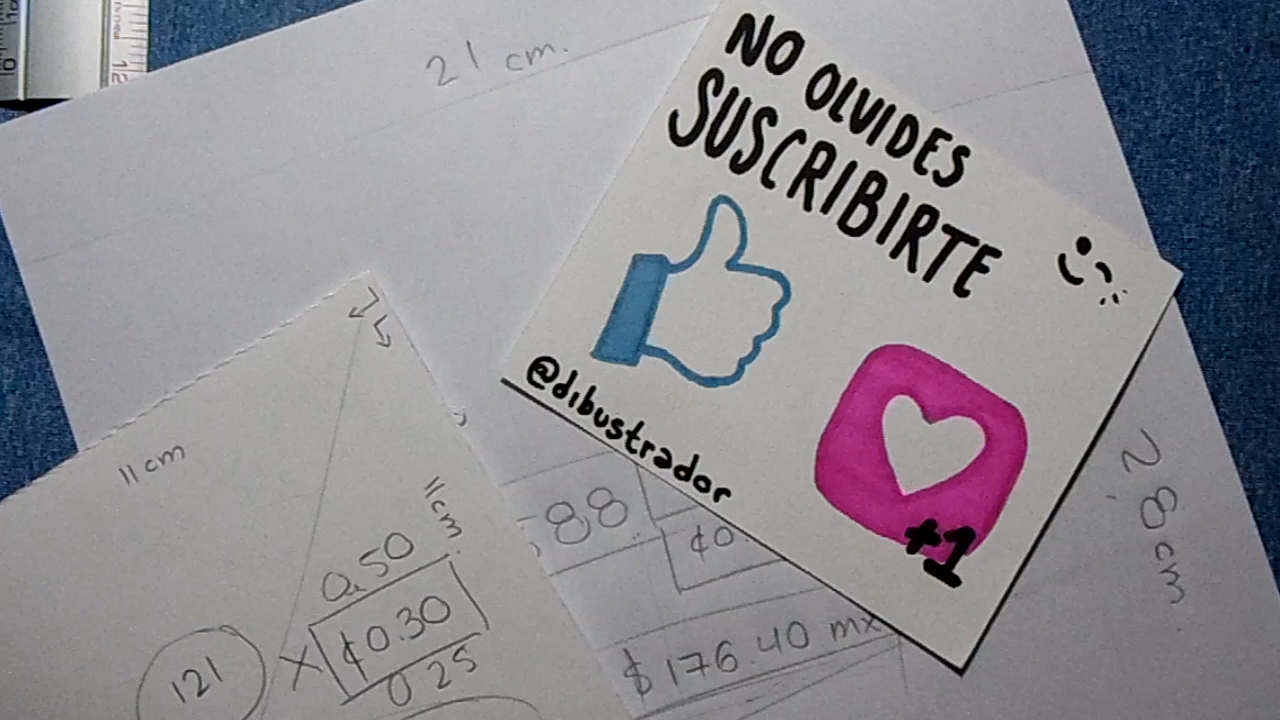 21 cm.
NO OLVIDES
SUSCRIBIRTE
@dibustrador
+1
28 cm
11 cm
11 cm
0.50
X ¢0.30
0 25
121
88
¢0.
$176.40 mx